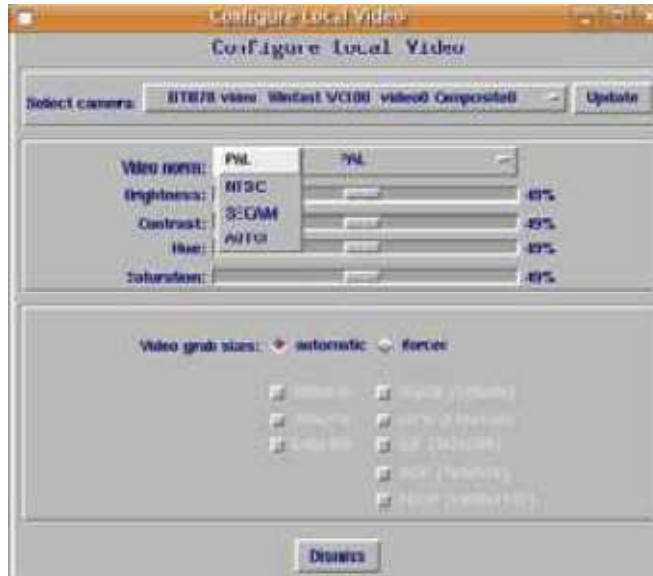 Configure Local Video
Configure Local Video
Select camera: BT878 video Winfast VC100 video0 Composite0 Update
Video norm: PAL PAL
NTSC
SECAM
AUTO
Brightness: 49%
Contrast: 49%
Hue: 49%
Saturation: 49%
Video grab sizes: automatic forced
Dismiss